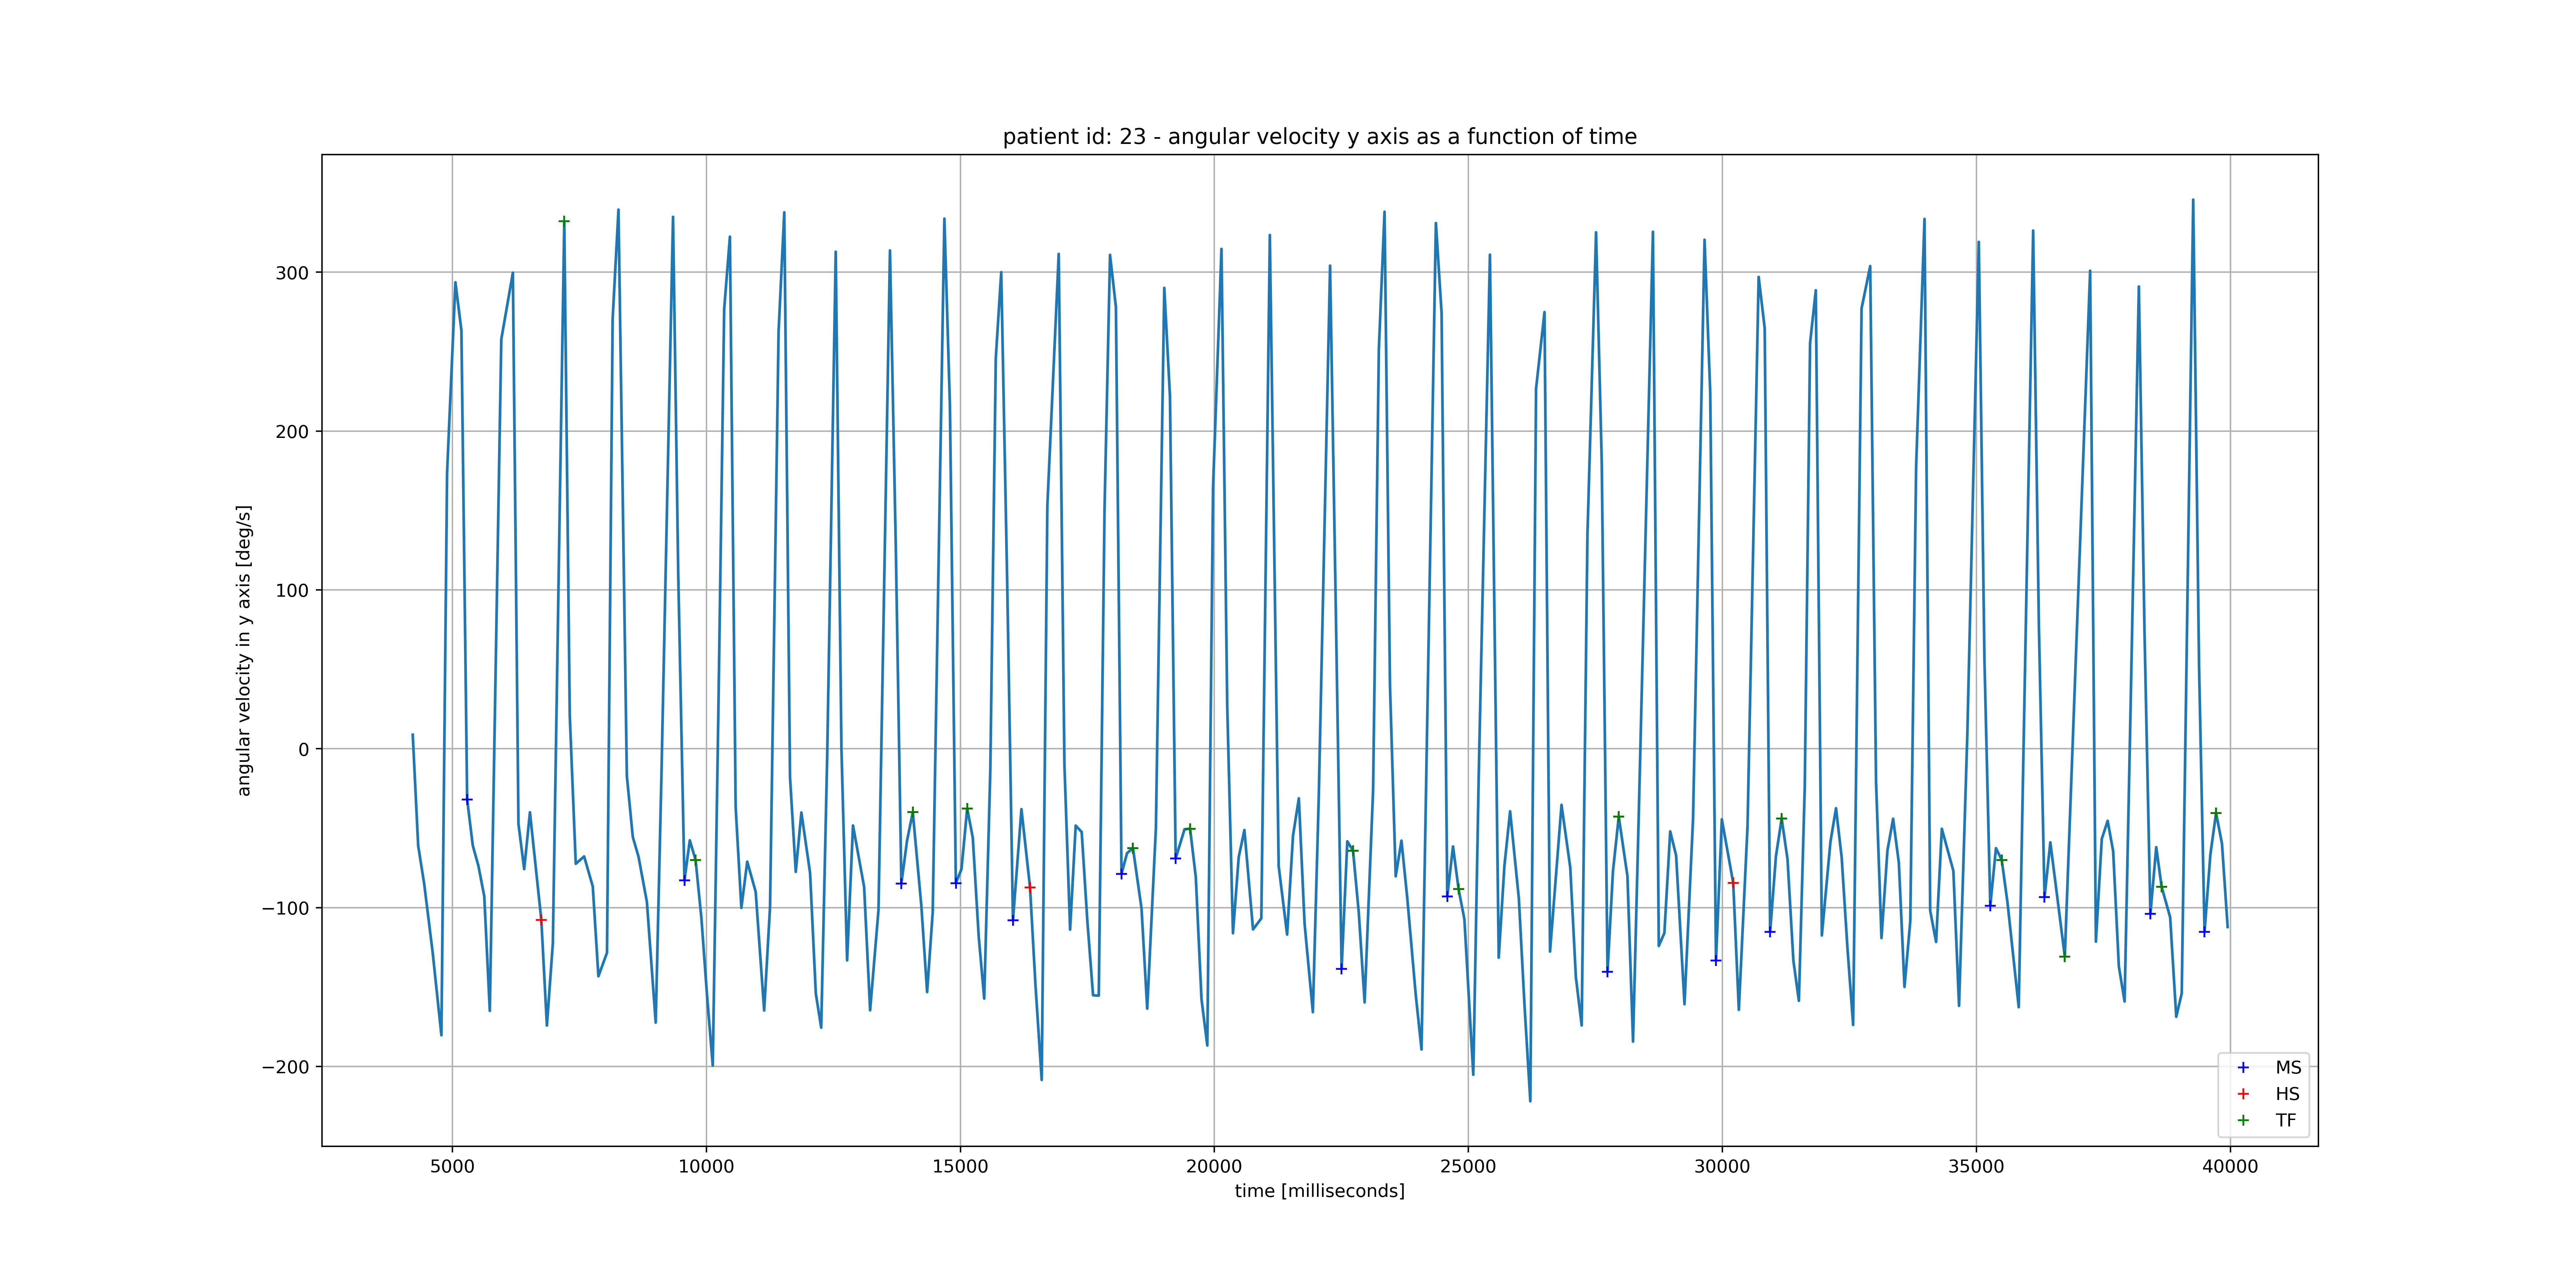 patient id: 23 - angular velocity y axis as a function of time
angular velocity in y axis [deg/s]
300
200
100
0
−100
−200
5000
10000
15000
20000
25000
30000
35000
40000
time [milliseconds]
MS
HS
TF